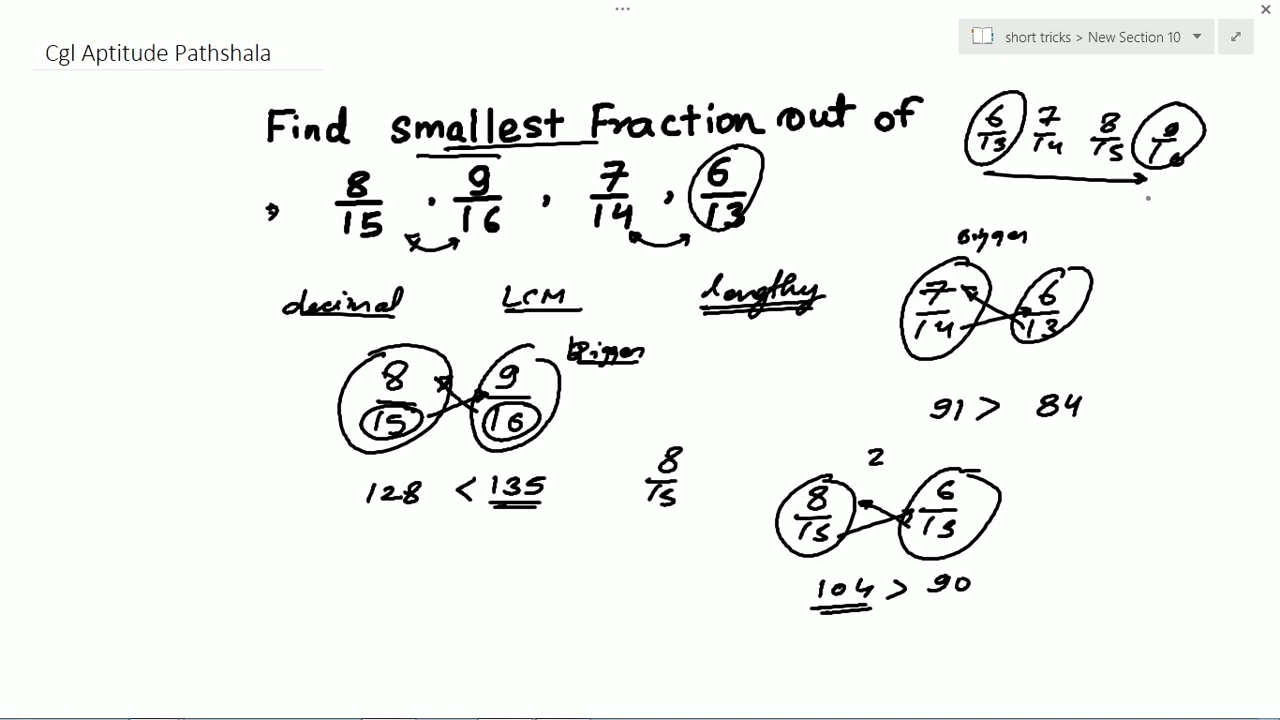 ...
short tricks > New Section 10
Cgl Aptitude Pathshala
Find smallest Fraction out of
6/13 7/14 8/15
8/15 , 9/16 , 7/14 , 6/13
Bigger
decimal LCM lengthy
7/14 6/13
Bigger
8/15 9/16
91 > 84
128 < 135
8/15
2
8/15 6/13
104 > 90